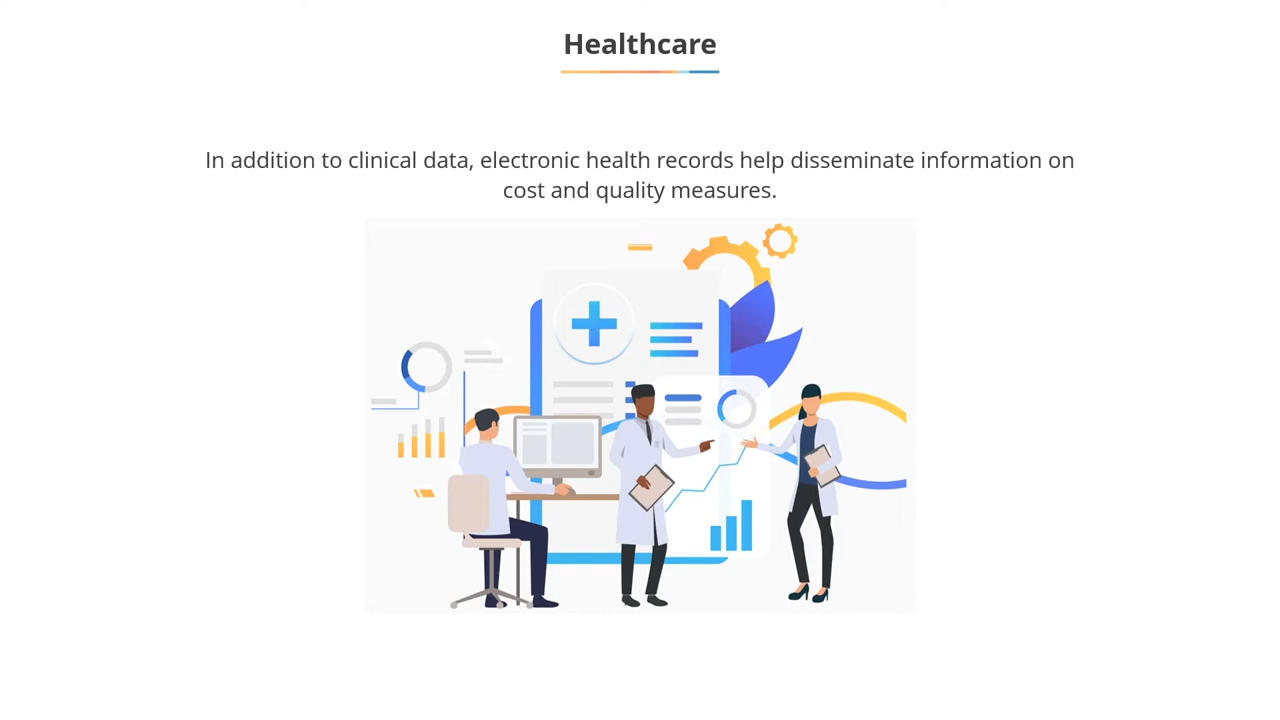 Healthcare
In addition to clinical data, electronic health records help disseminate information on
cost and quality measures.